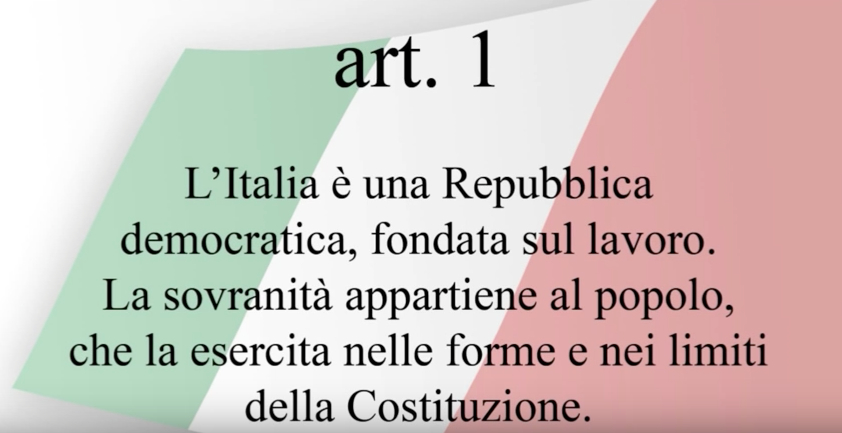 art. 1
L’Italia è una Repubblica
democratica, fondata sul lavoro.
La sovranità appartiene al popolo,
che la esercita nelle forme e nei limiti
della Costituzione.